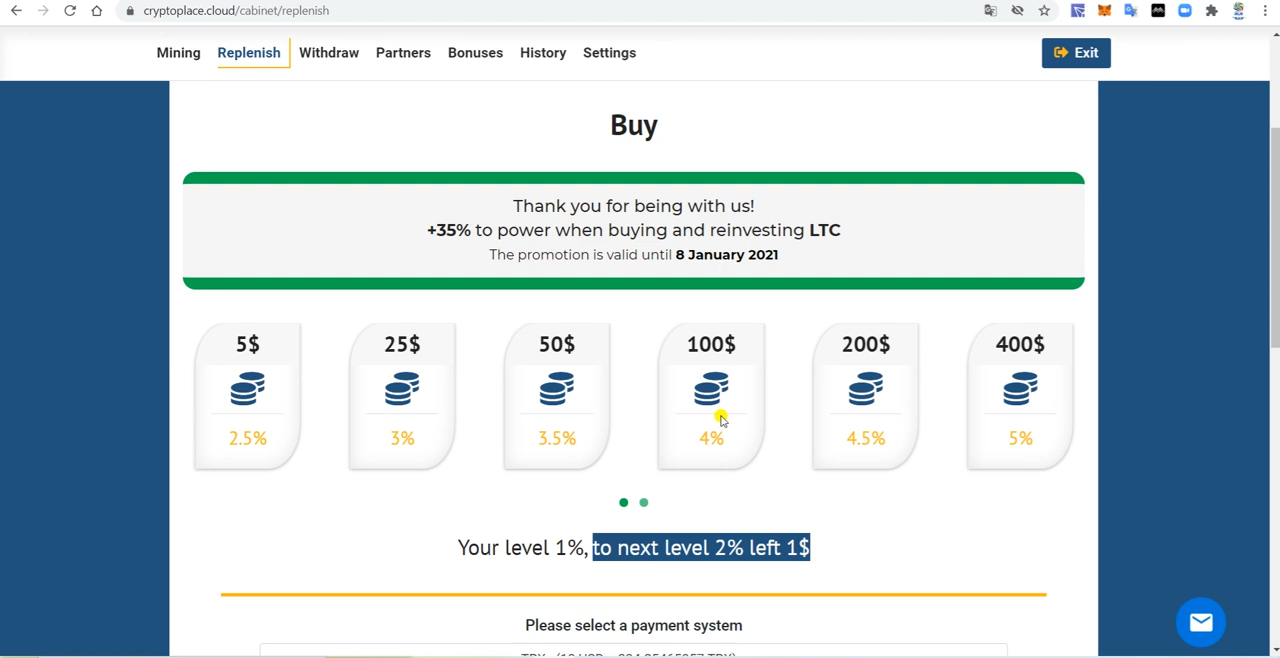 cryptoplace.cloud/cabinet/replenish
Mining Replenish Withdraw Partners Bonuses History Settings Exit
Buy
Thank you for being with us!
+35% to power when buying and reinvesting LTC
The promotion is valid until 8 January 2021
5$ 25$ 50$ 100$ 200$ 400$
2.5% 3% 3.5% 4% 4.5% 5%
Your level 1%, to next level 2% left 1$
Please select a payment system